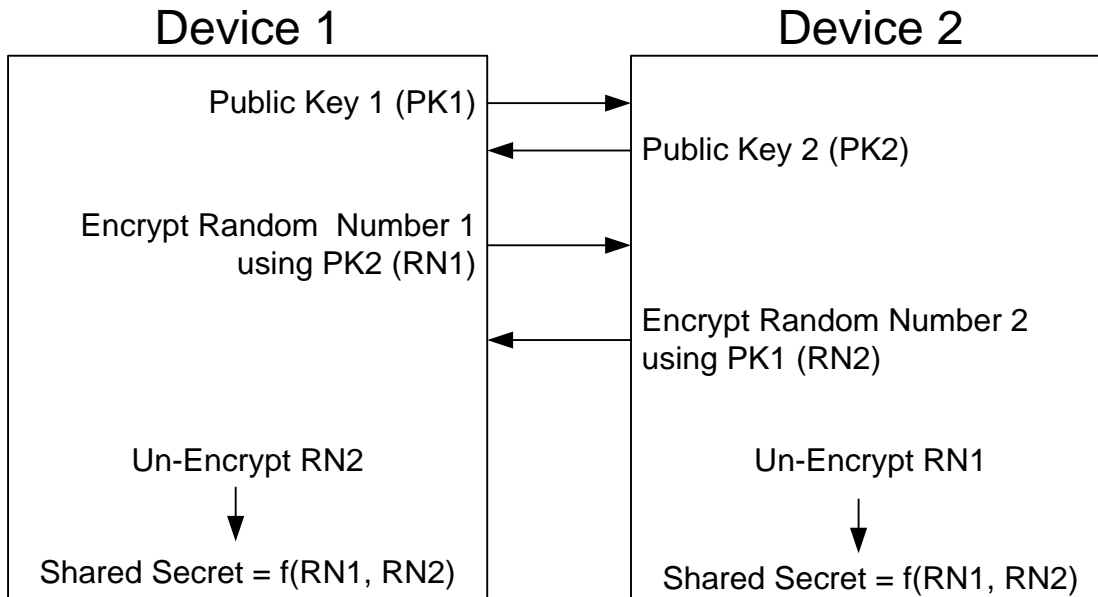 Device 1
Device 2
Public Key 1 (PK1)
Public Key 2 (PK2)
Encrypt Random  Number 1
using PK2 (RN1)
Encrypt Random Number 2
using PK1 (RN2)
Un-Encrypt RN2
Un-Encrypt RN1
Shared Secret = f(RN1, RN2)
Shared Secret = f(RN1, RN2)